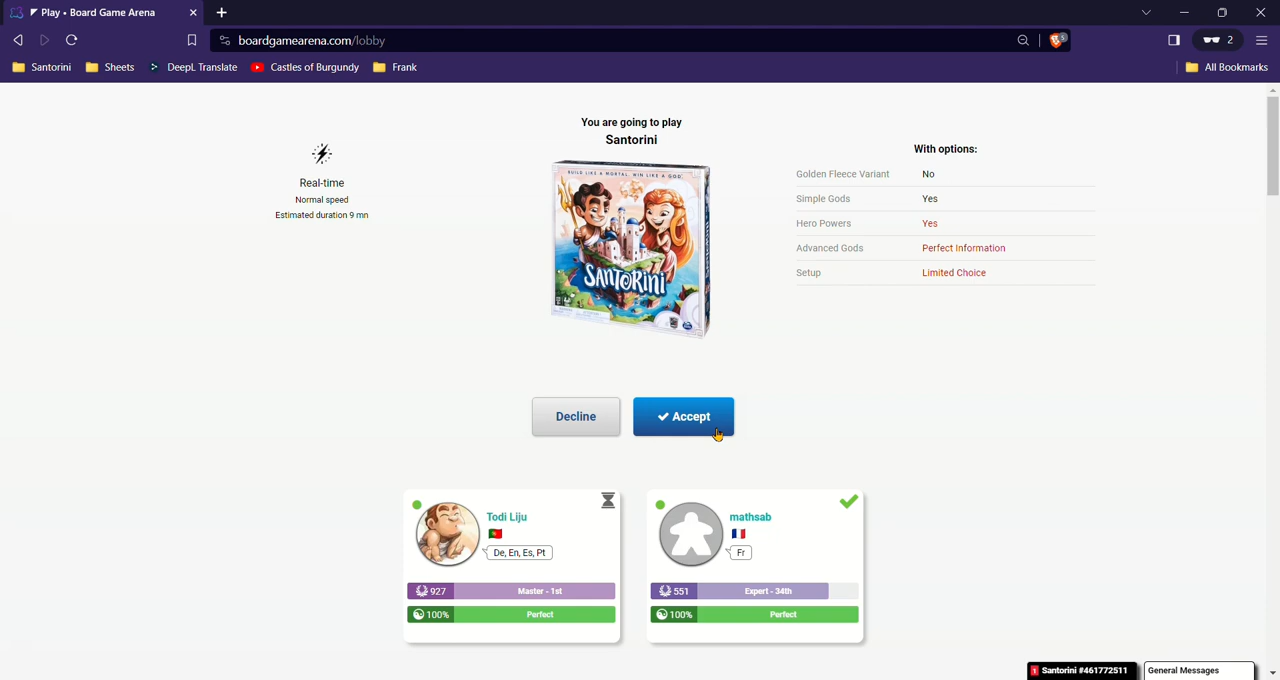 Play • Board Game Arena
boardgamearena.com/lobby
5
2
Santorini
Sheets
DeepL Translate
Castles of Burgundy
Frank
All Bookmarks
You are going to play
Santorini
Real-time
Normal speed
Estimated duration 9 mn
BUILD LIKE A MORTAL. WIN LIKE A GOD.
SANTORINI
With options:
Golden Fleece Variant No
Simple Gods Yes
Hero Powers Yes
Advanced Gods Perfect Information
Setup Limited Choice
Decline
Accept
Todi Liju
De, En, Es, Pt
927 Master - 1st
100% Perfect
mathsab
Fr
551 Expert - 34th
100% Perfect
1 Santorini #461772511
General Messages